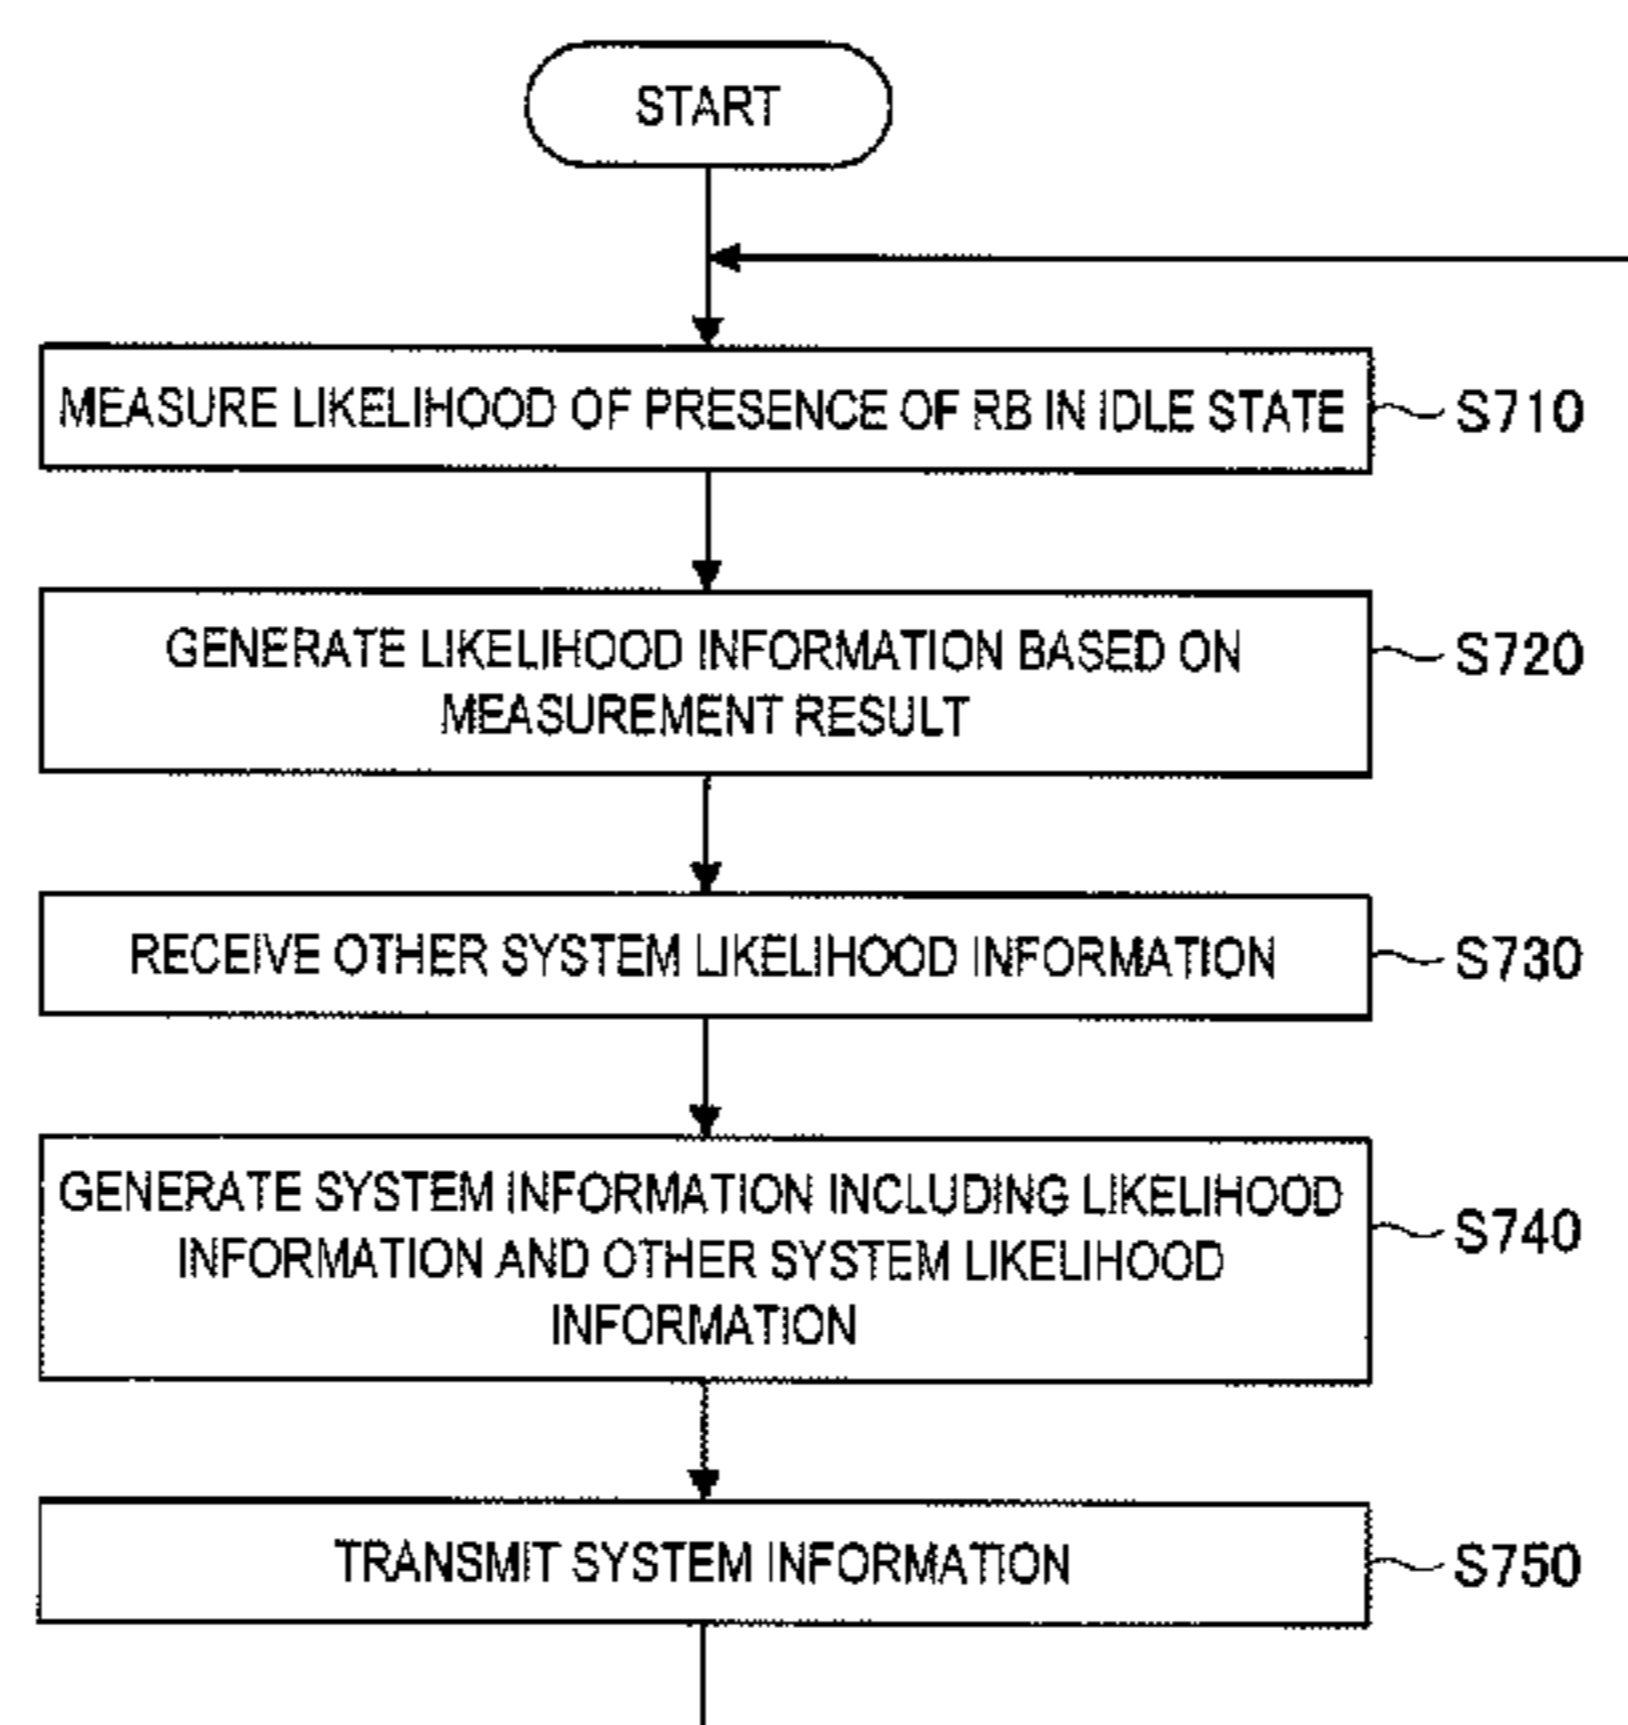 START
MEASURE LIKELIHOOD OF PRESENCE OF RB IN IDLE STATE
S710
GENERATE LIKELIHOOD INFORMATION BASED ON
MEASUREMENT RESULT
S720
RECEIVE OTHER SYSTEM LIKELIHOOD INFORMATION
S730
GENERATE SYSTEM INFORMATION INCLUDING LIKELIHOOD
INFORMATION AND OTHER SYSTEM LIKELIHOOD
INFORMATION
S740
TRANSMIT SYSTEM INFORMATION
S750